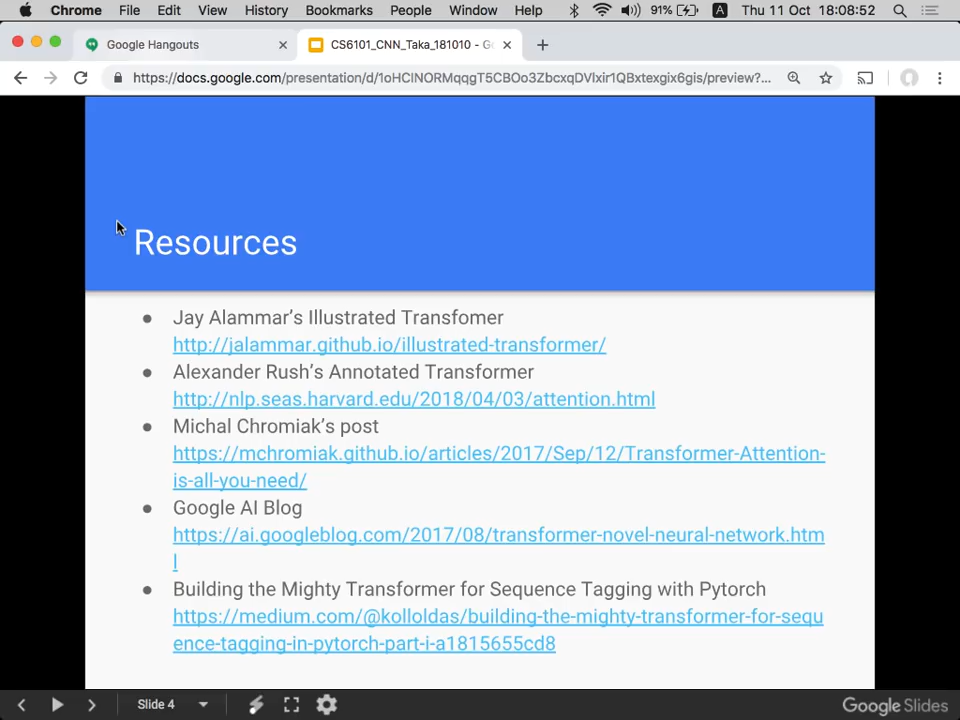 Chrome File Edit View History Bookmarks People Window Help 91% A Thu 11 Oct 18:08:52
Google Hangouts CS6101_CNN_Taka_181010 - Go
https://docs.google.com/presentation/d/1oHClNORMqqgT5CBOo3ZbcxqDVlxir1QBxtexgix6gis/preview?...
Resources
● Jay Alammar’s Illustrated Transfomer
http://jalammar.github.io/illustrated-transformer/
● Alexander Rush’s Annotated Transformer
http://nlp.seas.harvard.edu/2018/04/03/attention.html
● Michal Chromiak’s post
https://mchromiak.github.io/articles/2017/Sep/12/Transformer-Attention-
is-all-you-need/
● Google AI Blog
https://ai.googleblog.com/2017/08/transformer-novel-neural-network.htm
l
● Building the Mighty Transformer for Sequence Tagging with Pytorch
https://medium.com/@kolloldas/building-the-mighty-transformer-for-sequ
ence-tagging-in-pytorch-part-i-a1815655cd8
Slide 4 Google Slides